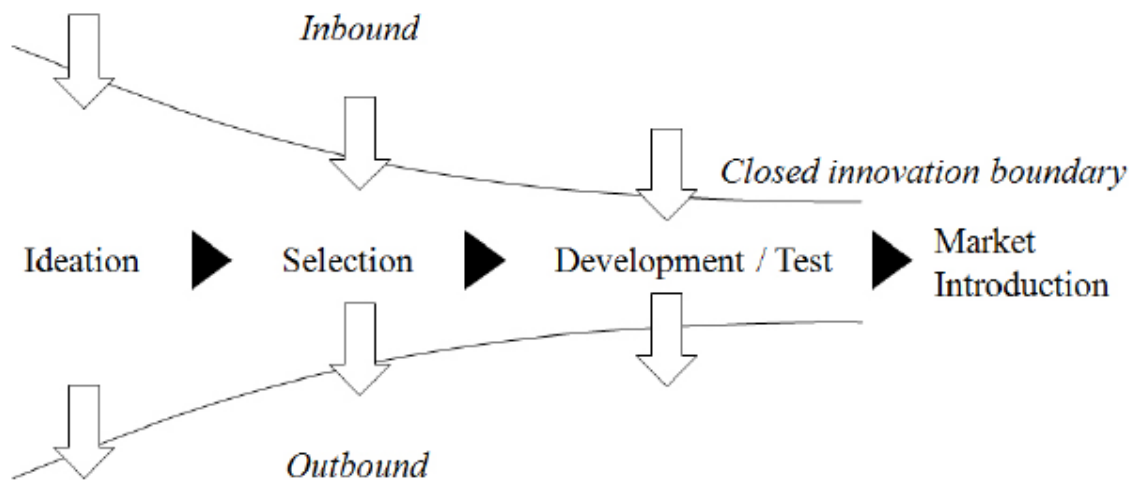 Inbound
Closed innovation boundary
Ideation
Selection
Development / Test
Market
Introduction
Outbound